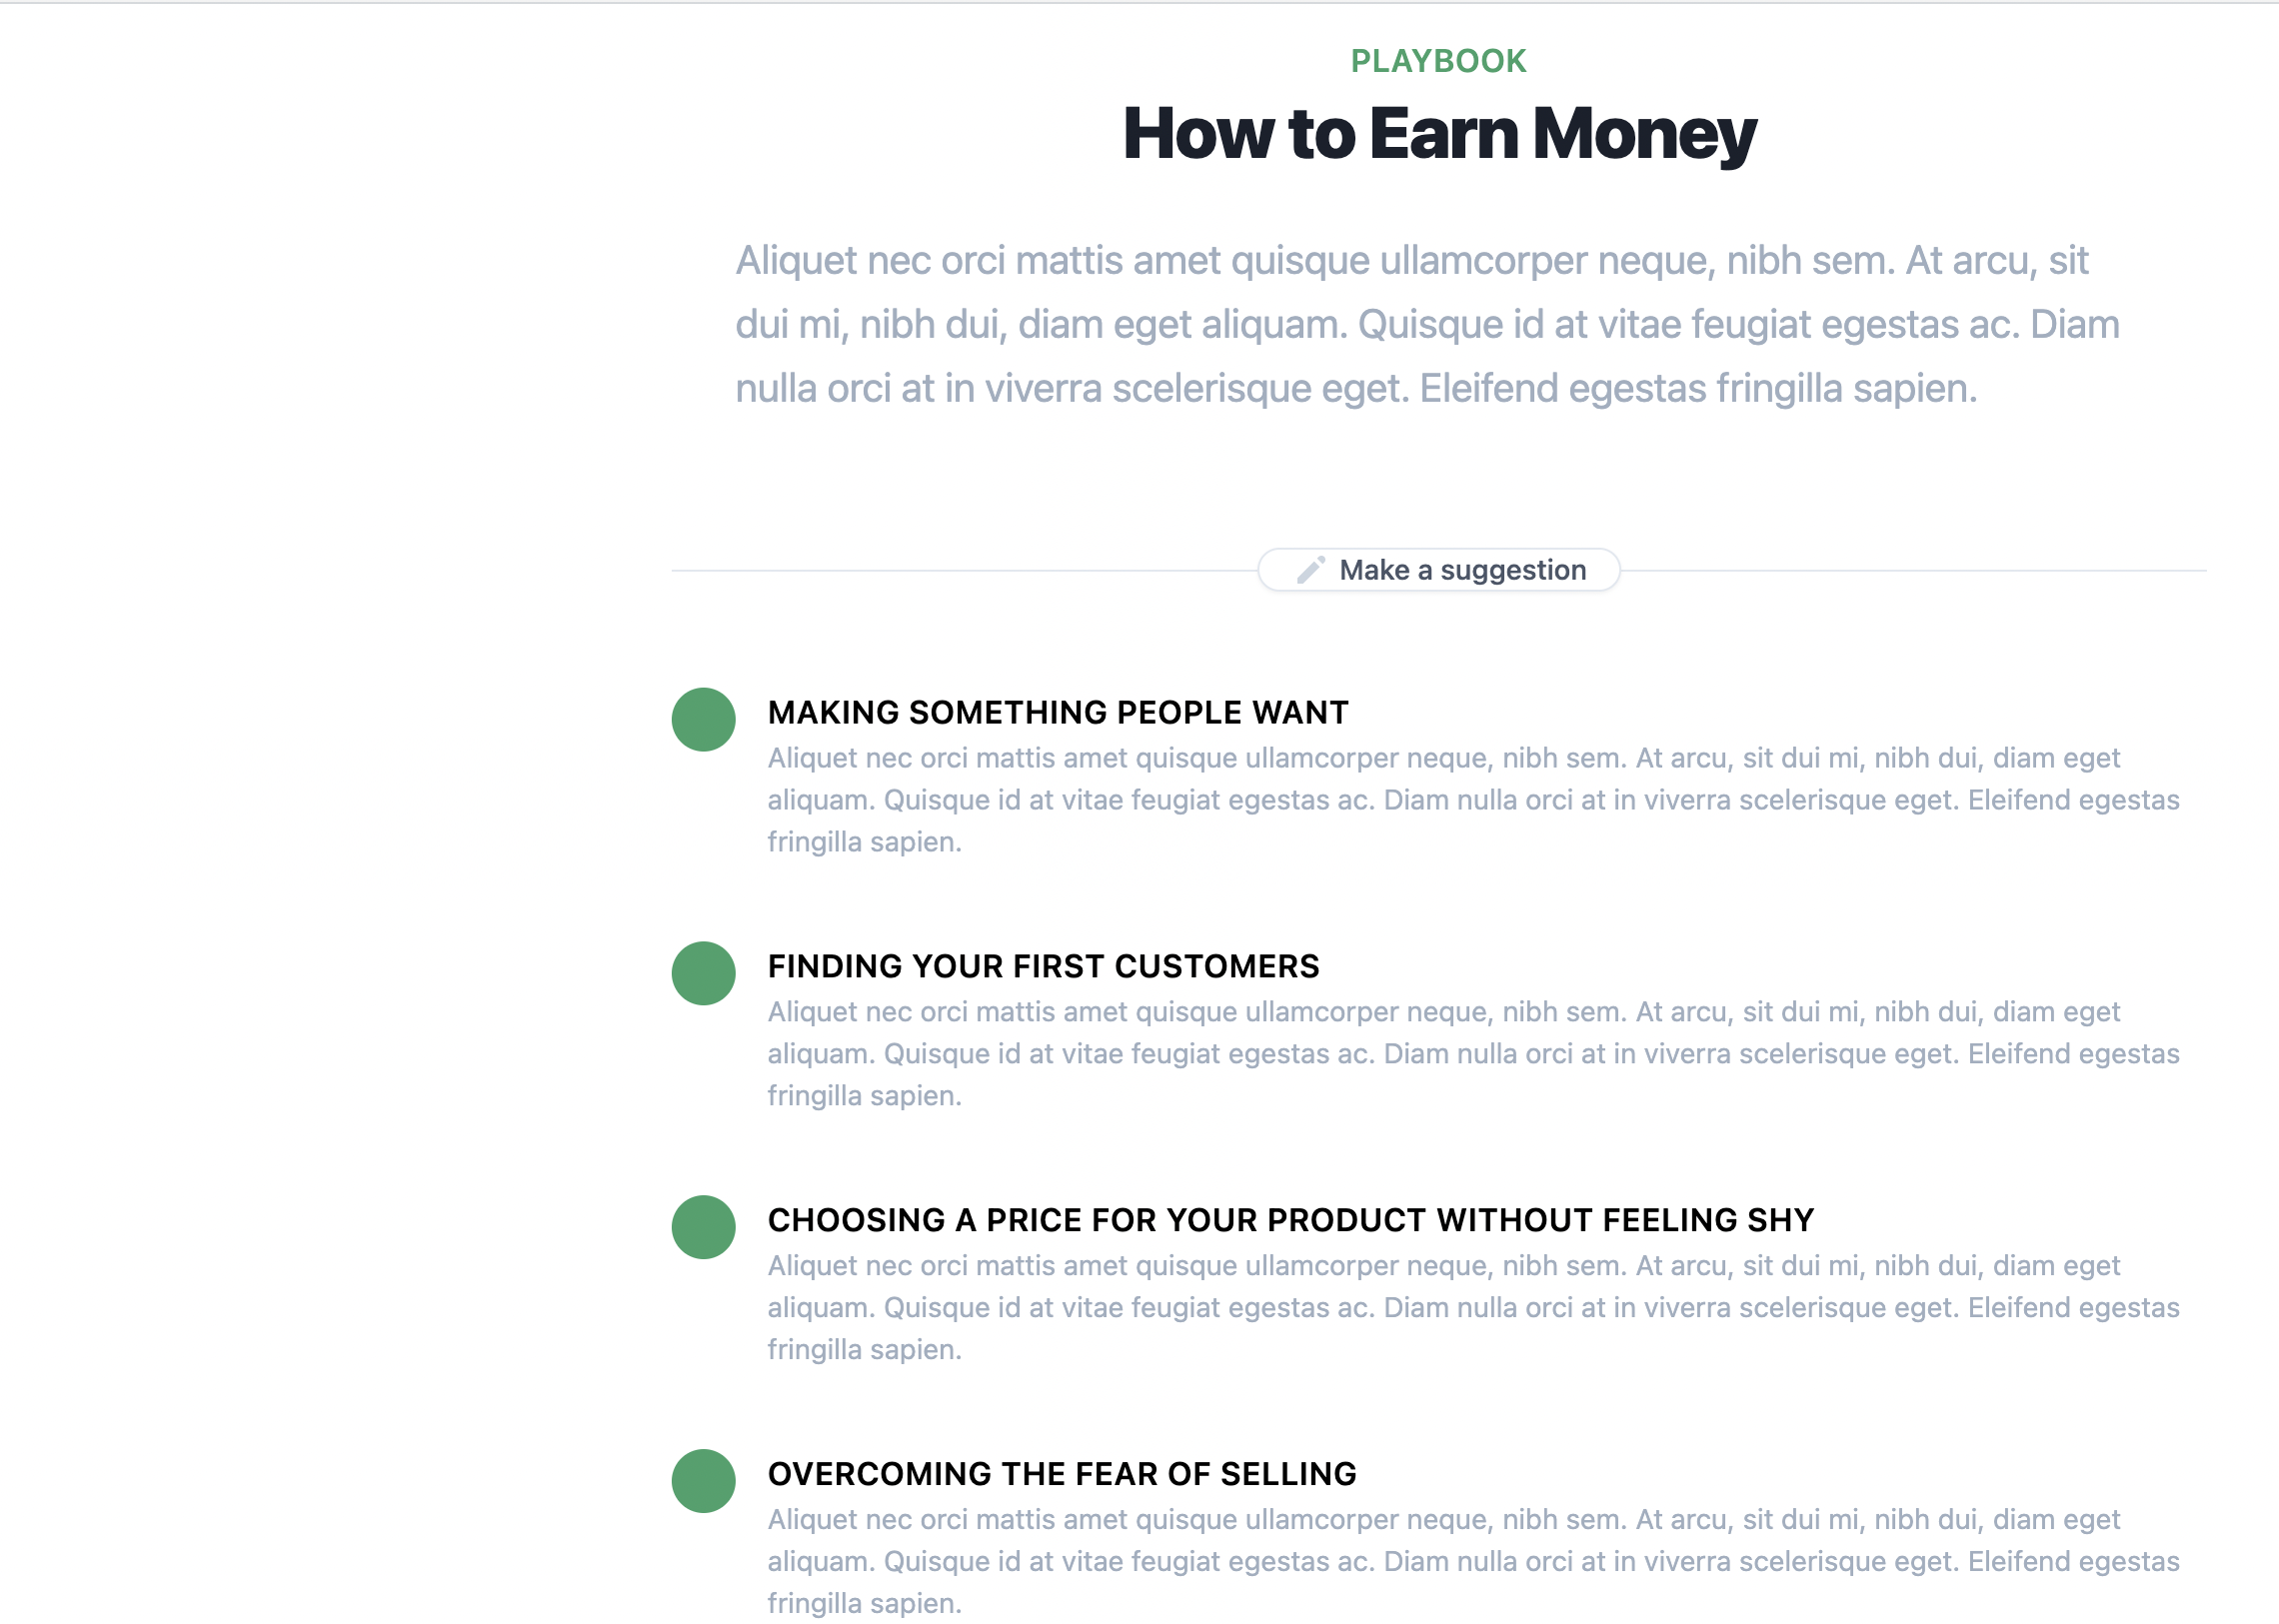 PLAYBOOK
How to Earn Money
Aliquet nec orci mattis amet quisque ullamcorper neque, nibh sem. At arcu, sit
dui mi, nibh dui, diam eget aliquam. Quisque id at vitae feugiat egestas ac. Diam
nulla orci at in viverra scelerisque eget. Eleifend egestas fringilla sapien.
Make a suggestion
MAKING SOMETHING PEOPLE WANT
Aliquet nec orci mattis amet quisque ullamcorper neque, nibh sem. At arcu, sit dui mi, nibh dui, diam eget
aliquam. Quisque id at vitae feugiat egestas ac. Diam nulla orci at in viverra scelerisque eget. Eleifend egestas
fringilla sapien.
FINDING YOUR FIRST CUSTOMERS
Aliquet nec orci mattis amet quisque ullamcorper neque, nibh sem. At arcu, sit dui mi, nibh dui, diam eget
aliquam. Quisque id at vitae feugiat egestas ac. Diam nulla orci at in viverra scelerisque eget. Eleifend egestas
fringilla sapien.
CHOOSING A PRICE FOR YOUR PRODUCT WITHOUT FEELING SHY
Aliquet nec orci mattis amet quisque ullamcorper neque, nibh sem. At arcu, sit dui mi, nibh dui, diam eget
aliquam. Quisque id at vitae feugiat egestas ac. Diam nulla orci at in viverra scelerisque eget. Eleifend egestas
fringilla sapien.
OVERCOMING THE FEAR OF SELLING
Aliquet nec orci mattis amet quisque ullamcorper neque, nibh sem. At arcu, sit dui mi, nibh dui, diam eget
aliquam. Quisque id at vitae feugiat egestas ac. Diam nulla orci at in viverra scelerisque eget. Eleifend egestas
fringilla sapien.